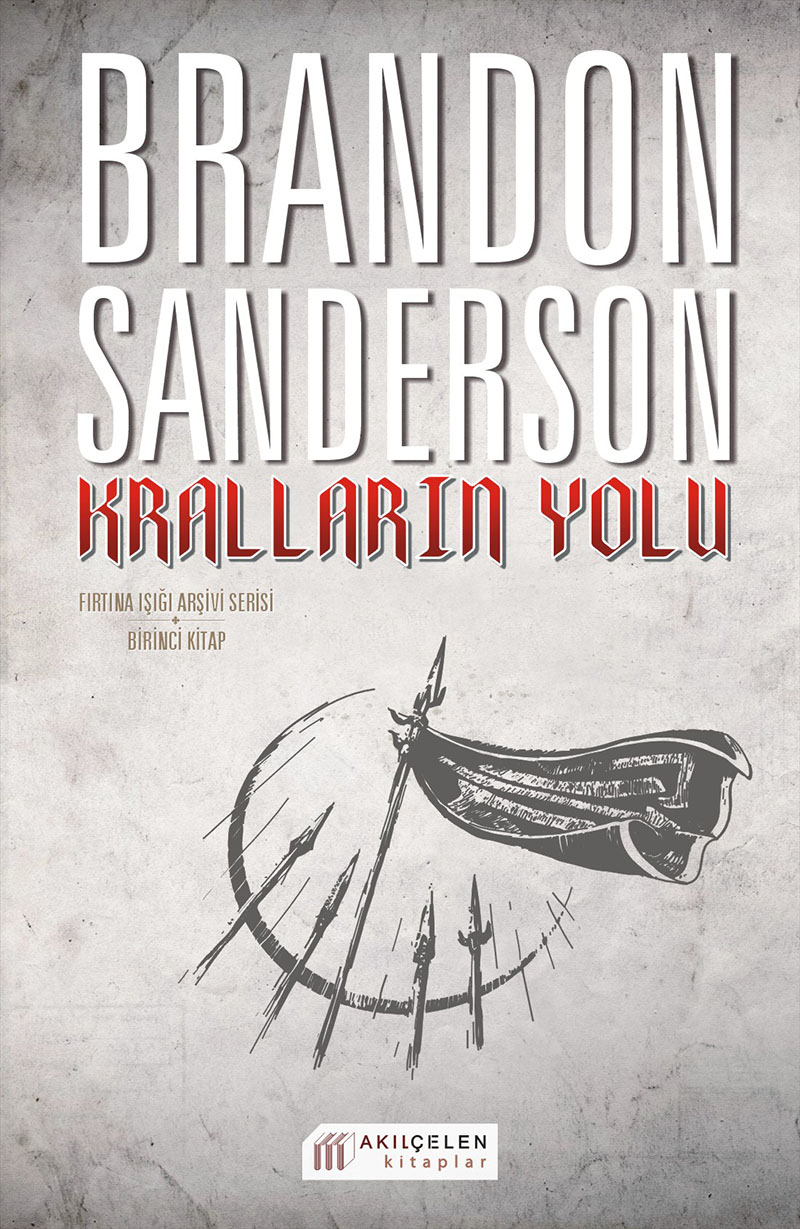 BRANDON
SANDERSON
KRALLARIN YOLU
FIRTINA IŞIĞI ARŞİVİ SERİSİ
BİRİNCİ KİTAP
AKILÇELEN
kitaplar